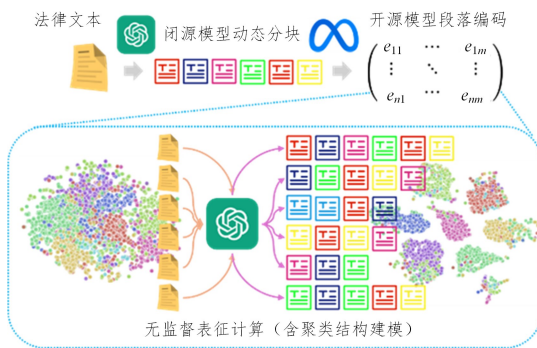 法律文本
闭源模型动态分块
开源模型段落编码
e11 ⋯ e1m
⋮ ⋱ ⋮
en1 ⋯ enm
无监督表征计算（含聚类结构建模）